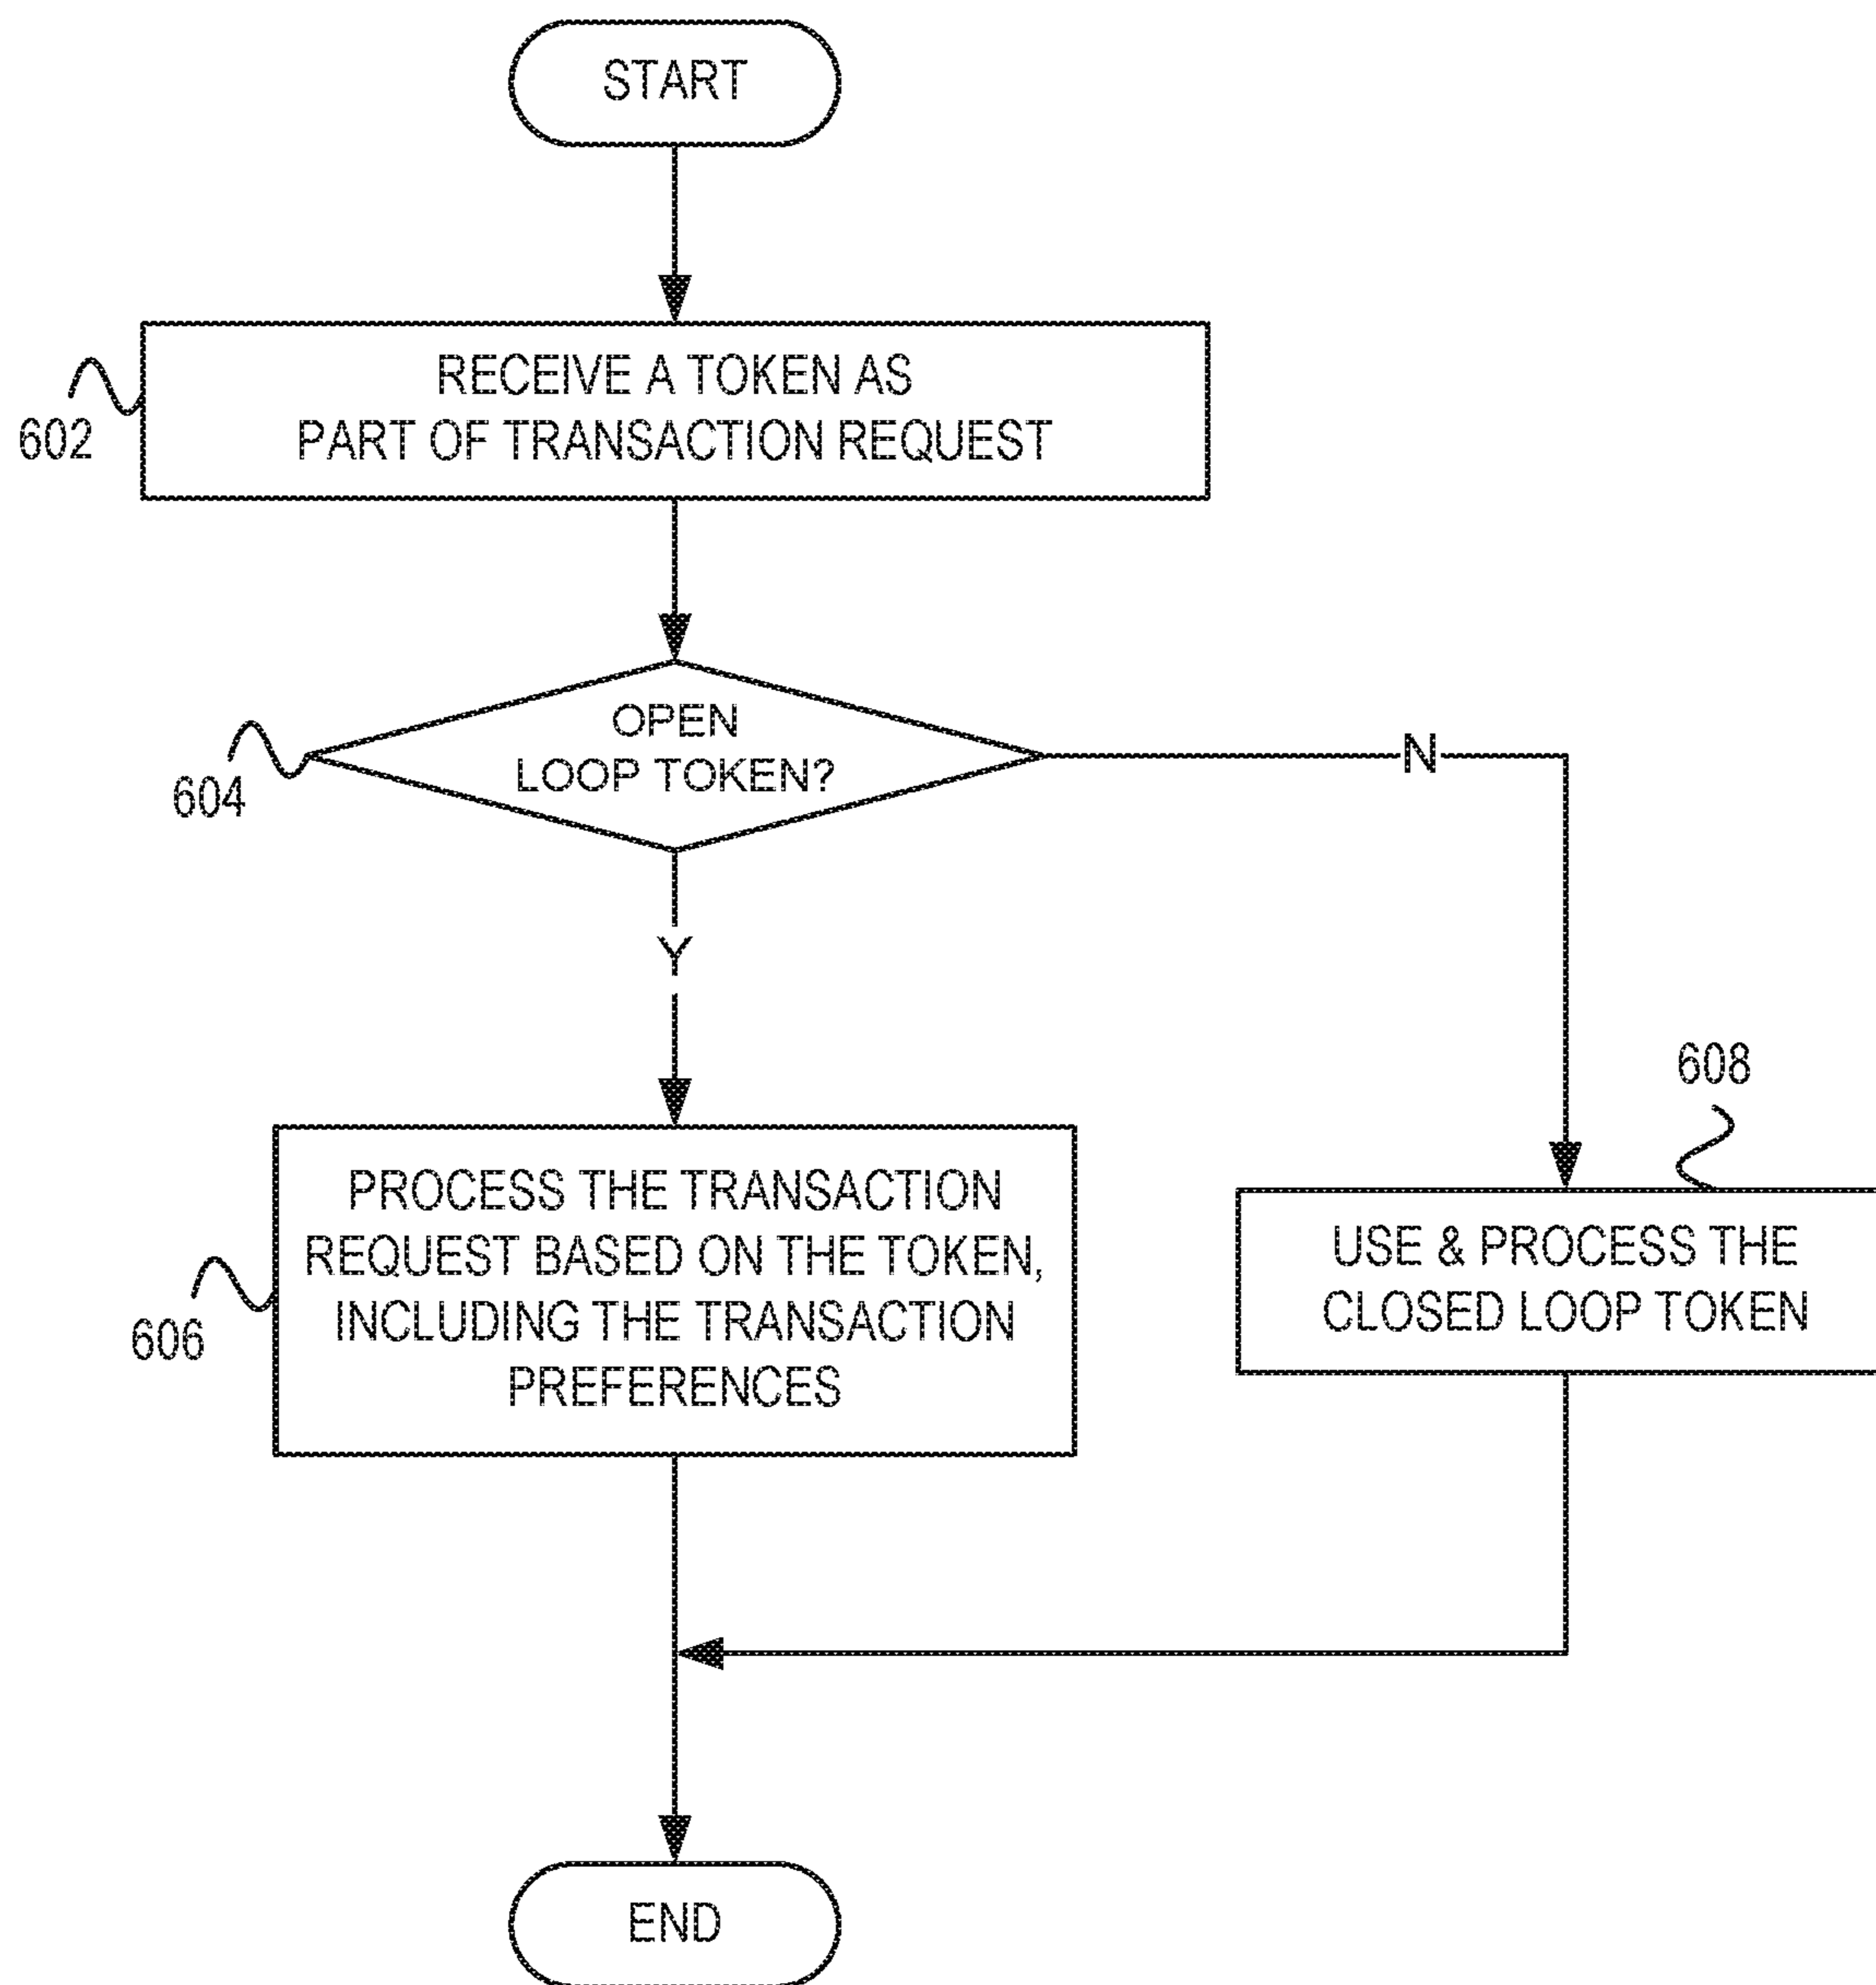 START
RECEIVE A TOKEN AS
PART OF TRANSACTION REQUEST
602
OPEN
LOOP TOKEN?
604
N
Y
608
PROCESS THE TRANSACTION
REQUEST BASED ON THE TOKEN,
INCLUDING THE TRANSACTION
PREFERENCES
606
USE & PROCESS THE
CLOSED LOOP TOKEN
END